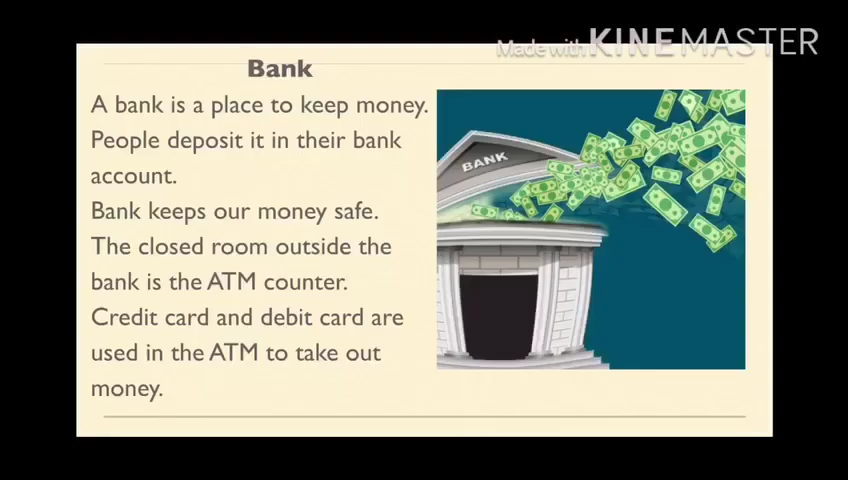 Made with KINEMASTER
Bank
A bank is a place to keep money.
People deposit it in their bank
account.
Bank keeps our money safe.
The closed room outside the
bank is the ATM counter.
Credit card and debit card are
used in the ATM to take out
money.
BANK